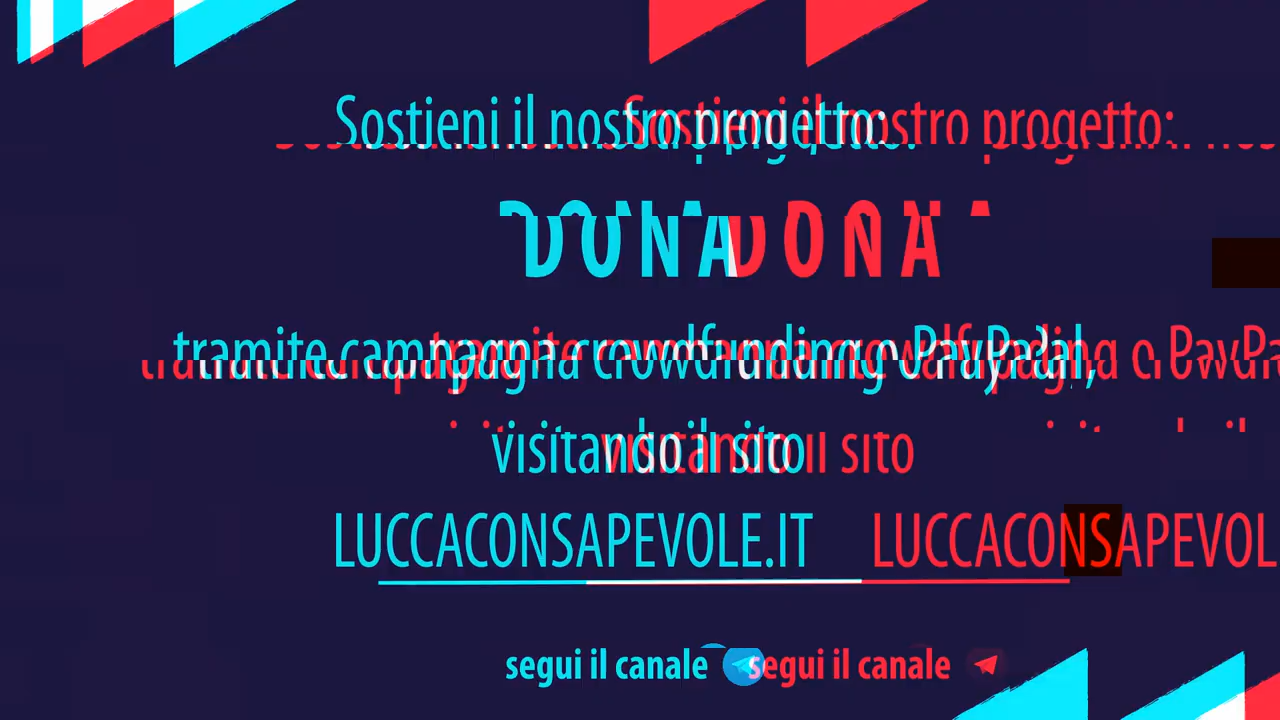 Sostieni il nostro progetto:
DONA
tramite campagna crowdfunding o PayPal,
visitando il sito
LUCCACONSAPEVOLE.IT
segui il canale